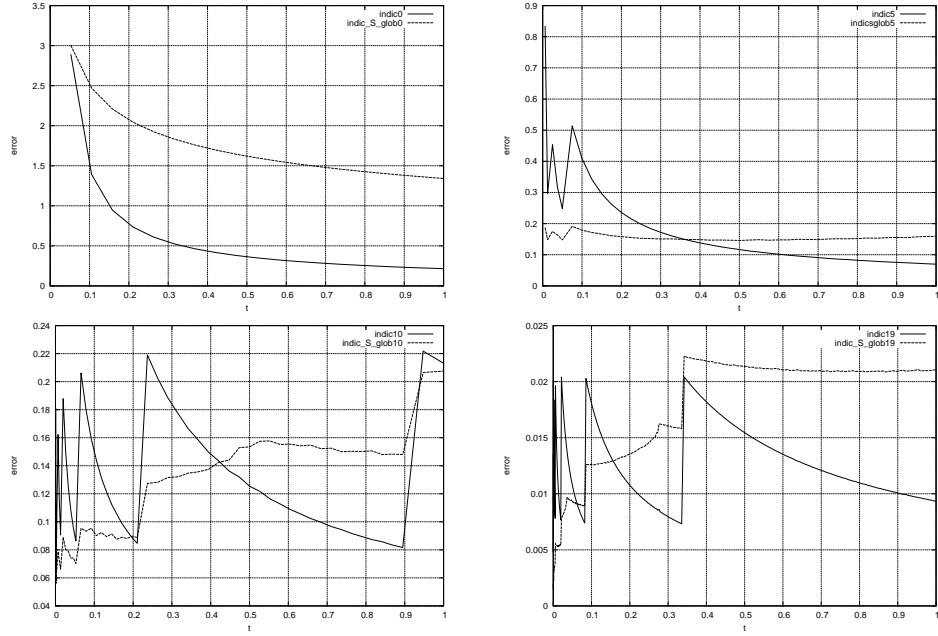 indic0
indic_S_glob0
3.5
3
2.5
2
1.5
1
0.5
0
error
0 0.1 0.2 0.3 0.4 0.5 0.6 0.7 0.8 0.9 1
t
indic5
indicsglob5
0.9
0.8
0.7
0.6
0.5
0.4
0.3
0.2
0.1
0
error
0 0.1 0.2 0.3 0.4 0.5 0.6 0.7 0.8 0.9 1
t
indic10
indic_S_glob10
0.24
0.22
0.2
0.18
0.16
0.14
0.12
0.1
0.08
0.06
0.04
error
0 0.1 0.2 0.3 0.4 0.5 0.6 0.7 0.8 0.9 1
t
indic19
indic_S_glob19
0.025
0.02
0.015
0.01
0.005
0
error
0 0.1 0.2 0.3 0.4 0.5 0.6 0.7 0.8 0.9 1
t